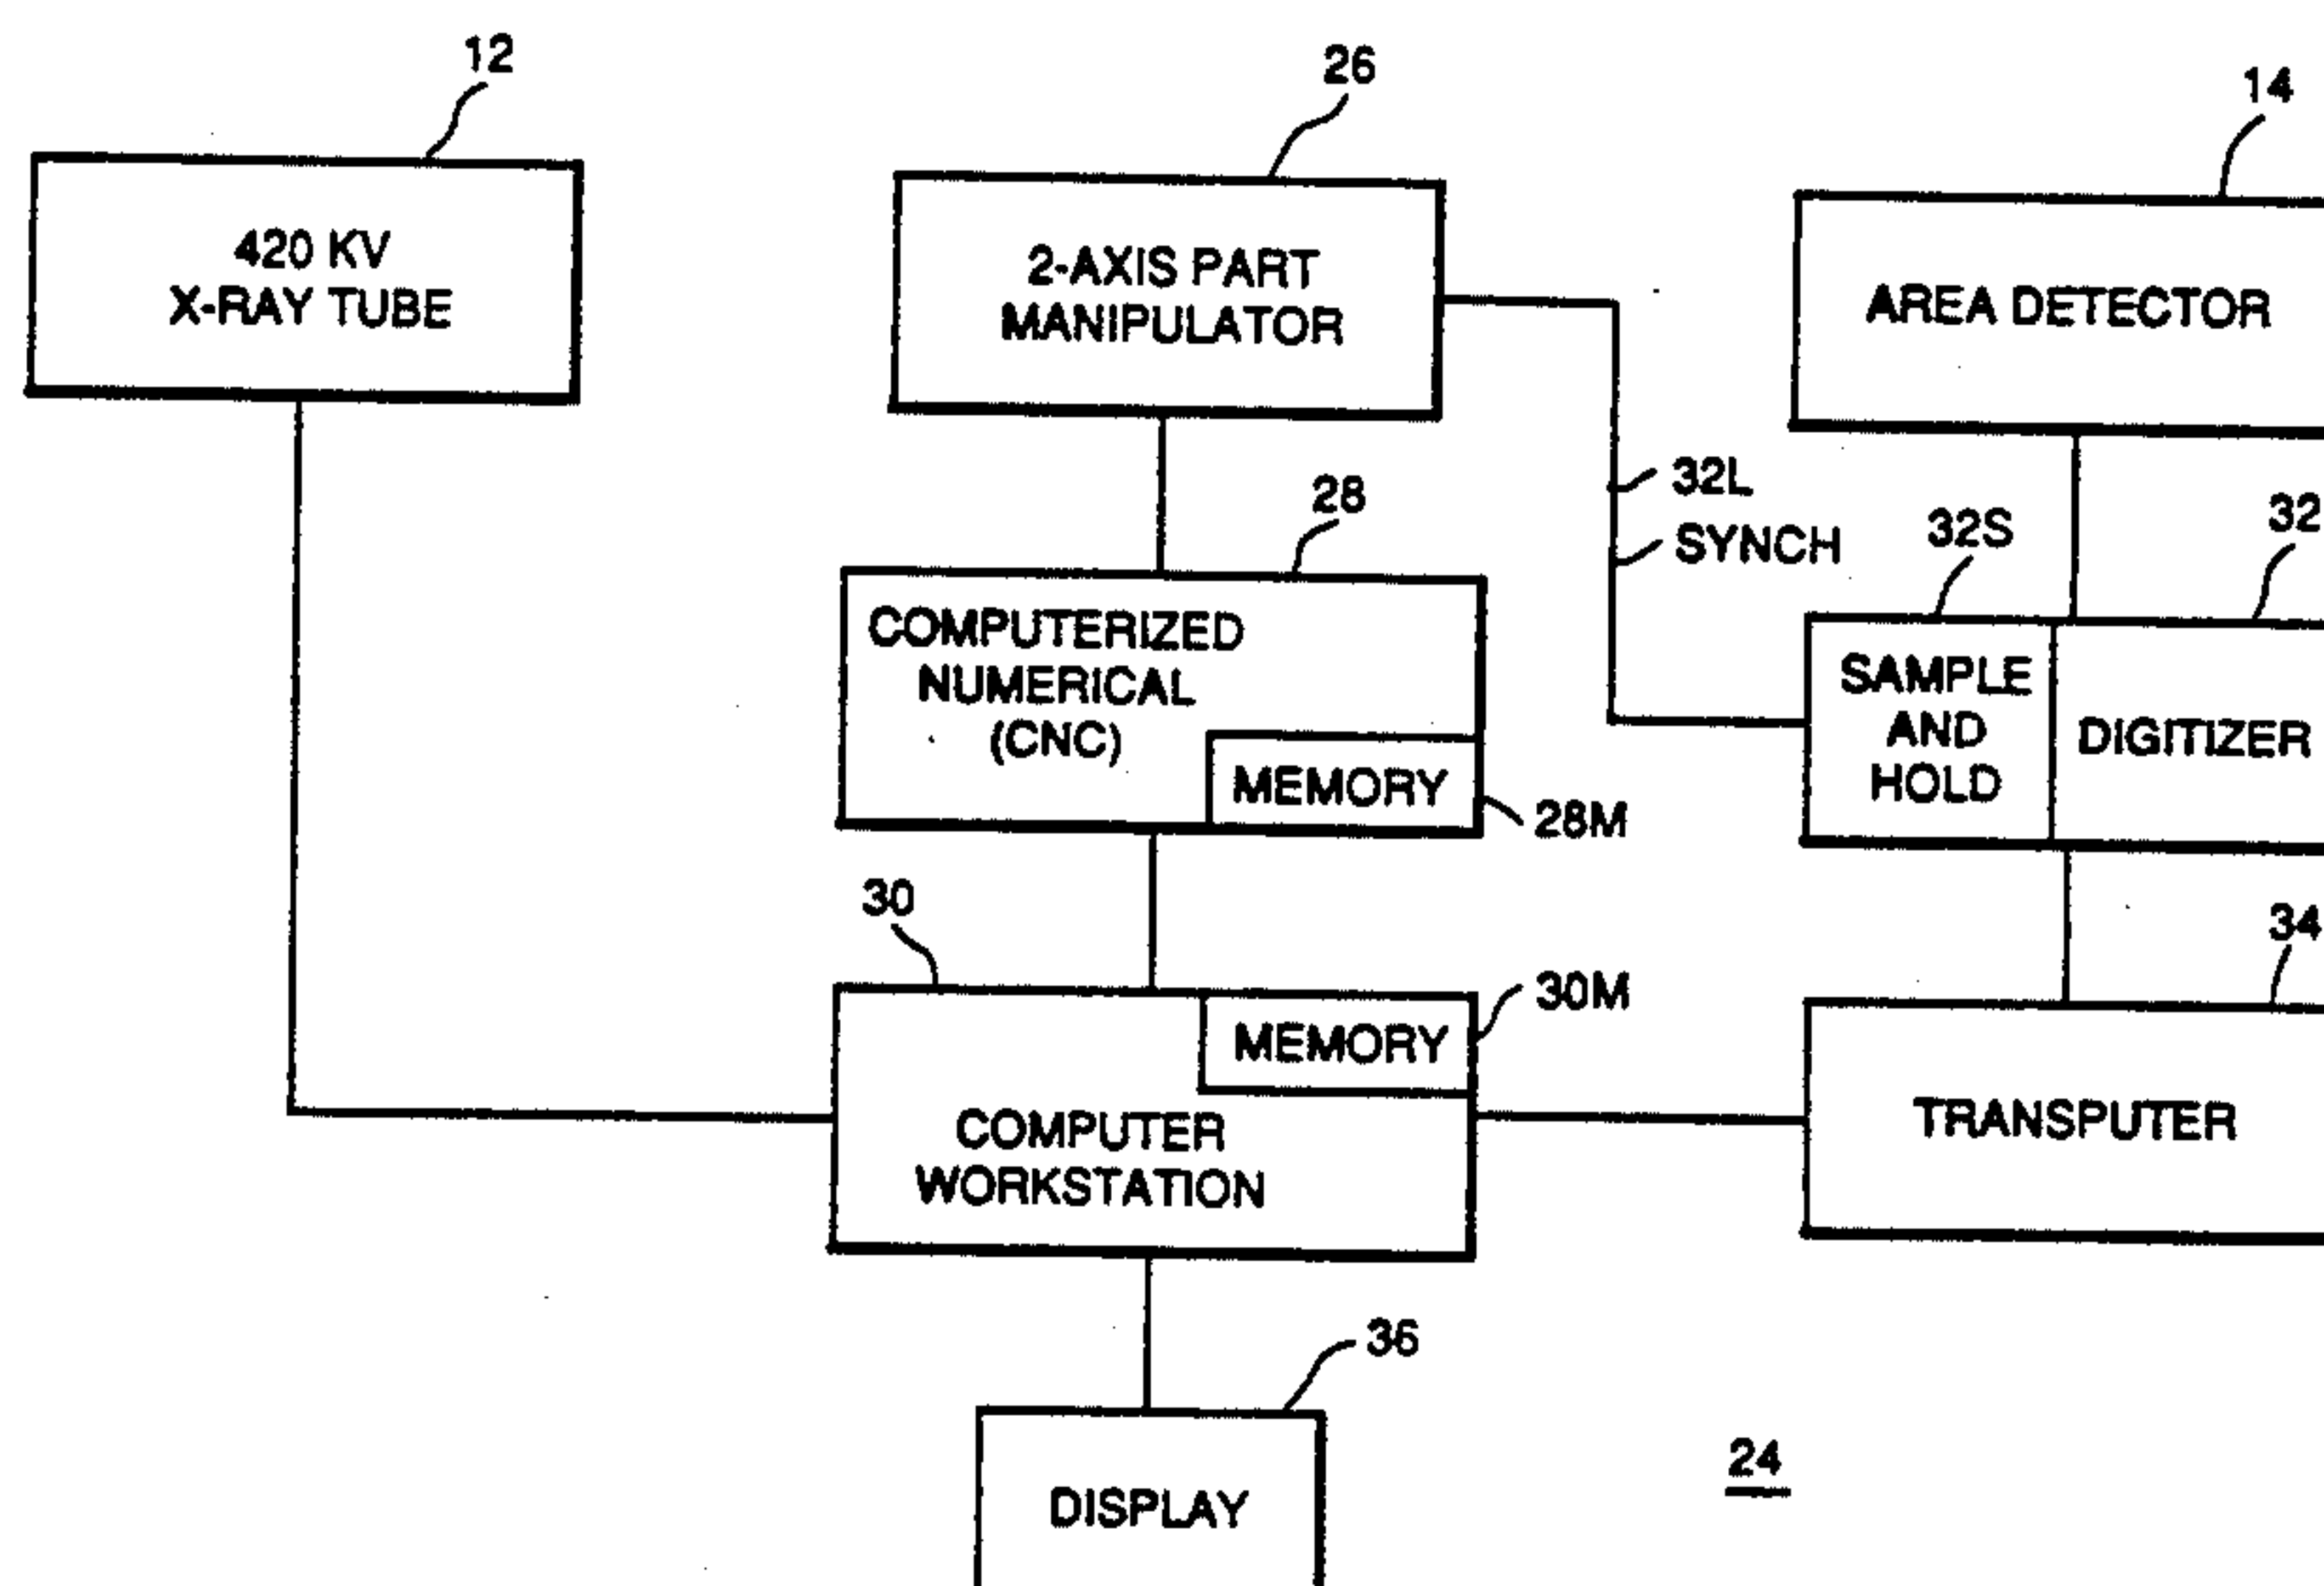 12
26
14
420 KV
X-RAY TUBE
2-AXIS PART
MANIPULATOR
AREA DETECTOR
32L
SYNCH
28
32S
32
COMPUTERIZED
NUMERICAL
(CNC)
MEMORY
28M
SAMPLE
AND
HOLD
DIGITIZER
30
34
30M
MEMORY
COMPUTER
WORKSTATION
TRANSPUTER
36
DISPLAY
24